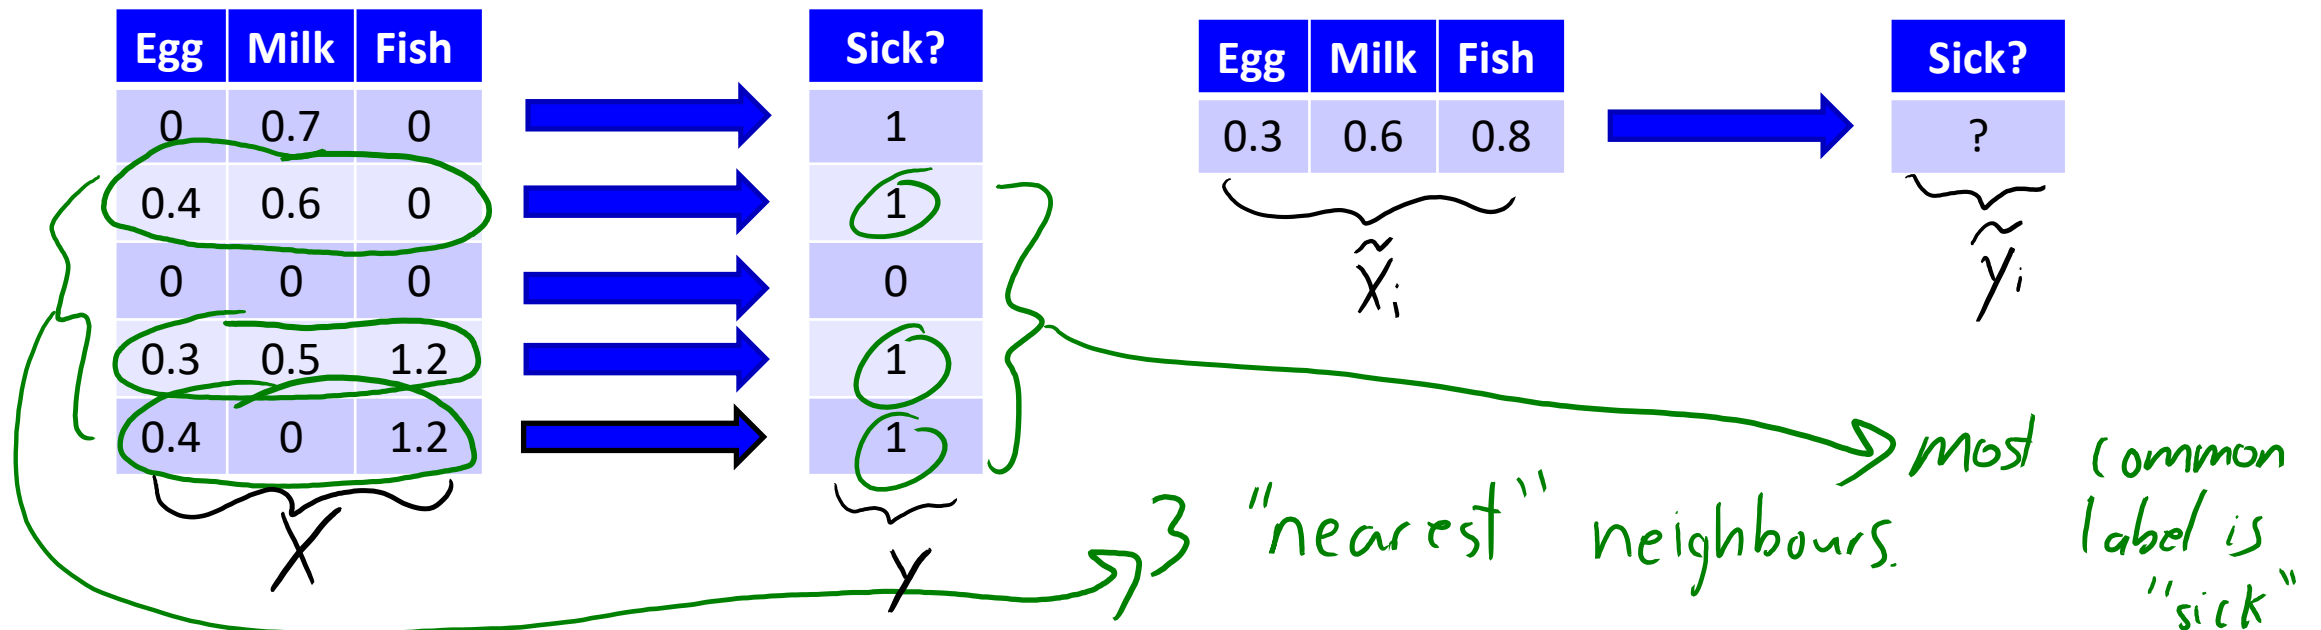 Egg Milk Fish
0 0.7 0
0.4 0.6 0
0 0 0
0.3 0.5 1.2
0.4 0 1.2
X
Sick?
1
1
0
1
1
y
Egg Milk Fish
0.3 0.6 0.8
x̃i
Sick?
?
ỹi
3 "nearest" neighbours.
most common
label is
"sick"